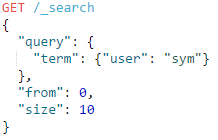 GET /_search
{
  "query": {
    "term": {"user": "sym"}
  },
  "from": 0,
  "size": 10
}